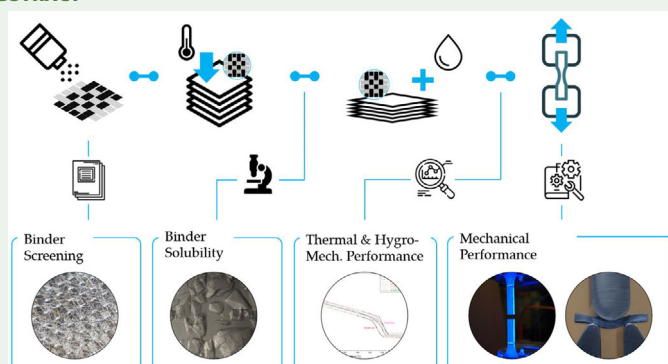 Binder
Screening
Binder
Solubility
Thermal & Hygro-
Mech. Performance
Mechanical
Performance